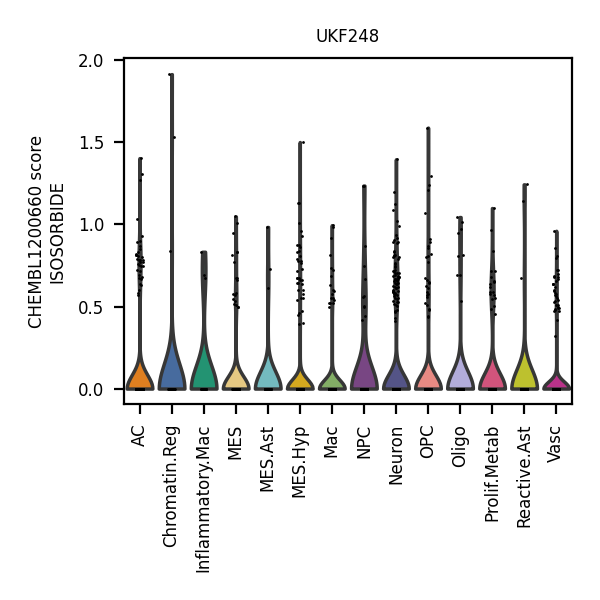 UKF248
CHEMBL1200660 score
ISOSORBIDE
2.0
1.5
1.0
0.5
0.0
AC
Chromatin.Reg
Inflammatory.Mac
MES
MES.Ast
MES.Hyp
Mac
NPC
Neuron
OPC
Oligo
Prolif.Metab
Reactive.Ast
Vasc